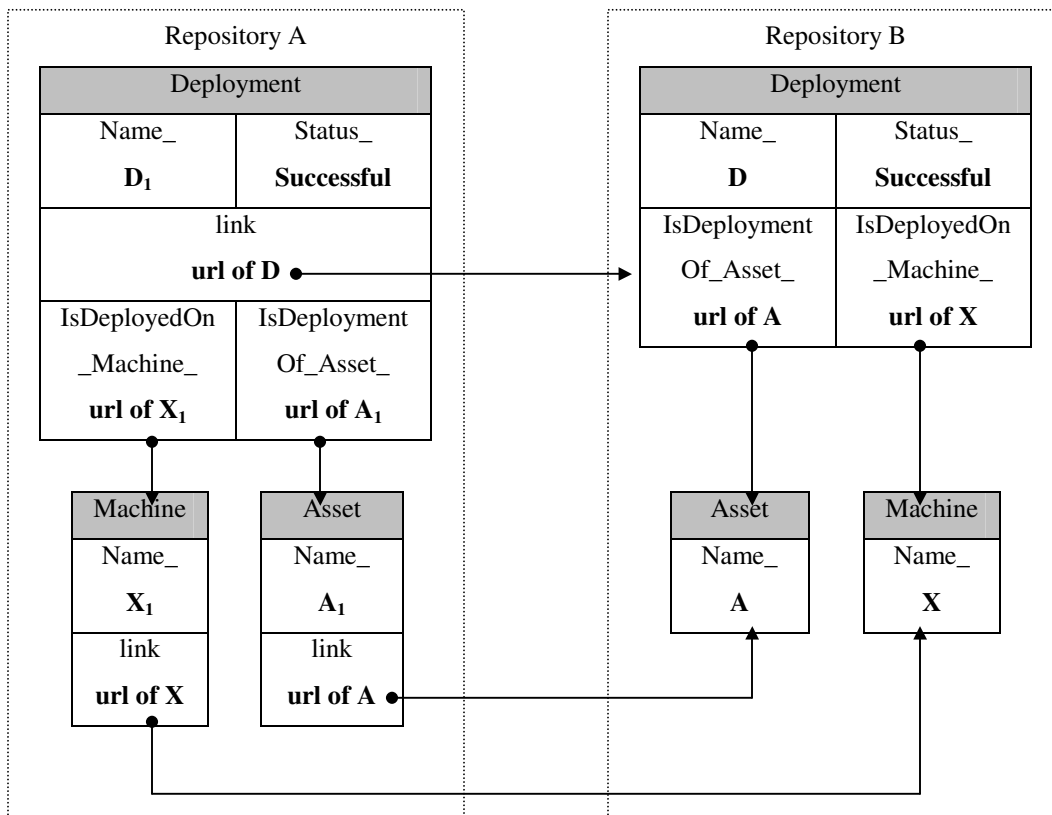 Repository A
Deployment
Name_
D₁
Status_
Successful
link
url of D
IsDeployedOn
_Machine_
url of X₁
IsDeployment
Of_Asset_
url of A₁
Machine
Name_
X₁
link
url of X
Asset
Name_
A₁
link
url of A
Repository B
Deployment
Name_
D
Status_
Successful
IsDeployment
Of_Asset_
url of A
IsDeployedOn
_Machine_
url of X
Asset
Name_
A
Machine
Name_
X